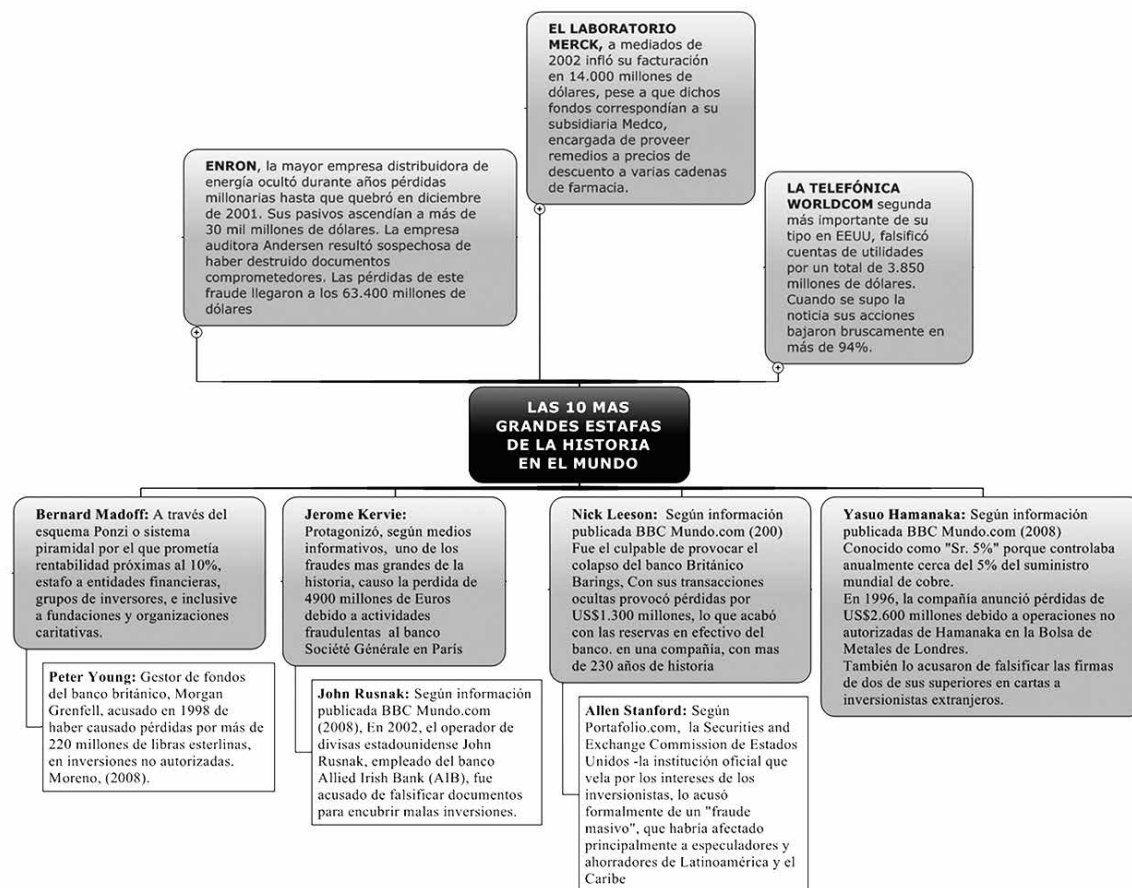 EL LABORATORIO
MERCK, a mediados de
2002 infló su facturación
en 14.000 millones de
dólares, pese a que dichos
fondos correspondían a su
subsidiaria Medco,
encargada de proveer
remedios a precios de
descuento a varias cadenas
de farmacia.
ENRON, la mayor empresa distribuidora de
energía ocultó durante años pérdidas
millonarias hasta que quebró en diciembre
de 2001. Sus pasivos ascendían a más de
30 mil millones de dólares. La empresa
auditora Andersen resultó sospechosa de
haber destruido documentos
comprometedores. Las pérdidas de este
fraude llegaron a los 63.400 millones de
dólares
LA TELEFÓNICA
WORLDCOM segunda
más importante de su
tipo en EEUU, falsificó
cuentas de utilidades
por un total de 3.850
millones de dólares.
Cuando se supo la
noticia sus acciones
bajaron bruscamente en
más de 94%.
LAS 10 MAS
GRANDES ESTAFAS
DE LA HISTORIA
EN EL MUNDO
Bernard Madoff: A través del
esquema Ponzi o sistema
piramidal por el que prometía
rentabilidad próximas al 10%,
estafo a entidades financieras,
grupos de inversores, e inclusive
a fundaciones y organizaciones
caritativas.
Peter Young: Gestor de fondos
del banco británico, Morgan
Grenfell, acusado en 1998 de
haber causado pérdidas por más de
220 millones de libras esterlinas,
en inversiones no autorizadas.
Moreno, (2008).
Jerome Kervie:
Protagonizó, según medios
informativos, uno de los
fraudes mas grandes de la
historia, causo la perdida de
4900 millones de Euros
debido a actividades
fraudulentas al banco
Société Générale en París
John Rusnak: Según información
publicada BBC Mundo.com
(2008), En 2002, el operador de
divisas estadounidense John
Rusnak, empleado del banco
Allied Irish Bank (AIB), fue
acusado de falsificar documentos
para encubrir malas inversiones.
Nick Leeson: Según información
publicada BBC Mundo.com (200)
Fue el culpable de provocar el
colapso del banco Británico
Barings, Con sus transacciones
ocultas provocó pérdidas por
US$1.300 millones, lo que acabó
con las reservas en efectivo del
banco. en una compañía, con mas
de 230 años de historia
Allen Stanford: Según
Portafolio.com, la Securities and
Exchange Commission de Estados
Unidos -la institución oficial que
vela por los intereses de los
inversionistas, lo acusó
formalmente de un "fraude
masivo", que habría afectado
principalmente a especuladores y
ahorradores de Latinoamérica y el
Caribe
Yasuo Hamanaka: Según información
publicada BBC Mundo.com (2008)
Conocido como "Sr. 5%" porque controlaba
anualmente cerca del 5% del suministro
mundial de cobre.
En 1996, la compañía anunció pérdidas de
US$2.600 millones debido a operaciones no
autorizadas de Hamanaka en la Bolsa de
Metales de Londres.
También lo acusaron de falsificar las firmas
de dos de sus superiores en cartas a
inversionistas extranjeros.